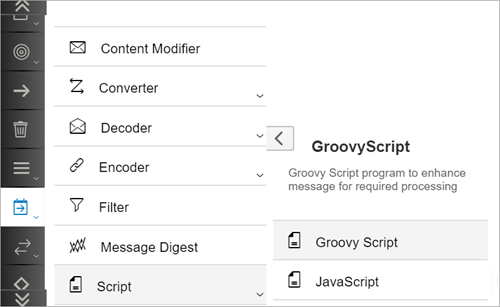 Content Modifier
Converter
Decoder
Encoder
Filter
Message Digest
Script
GroovyScript
Groovy Script program to enhance
message for required processing
Groovy Script
JavaScript